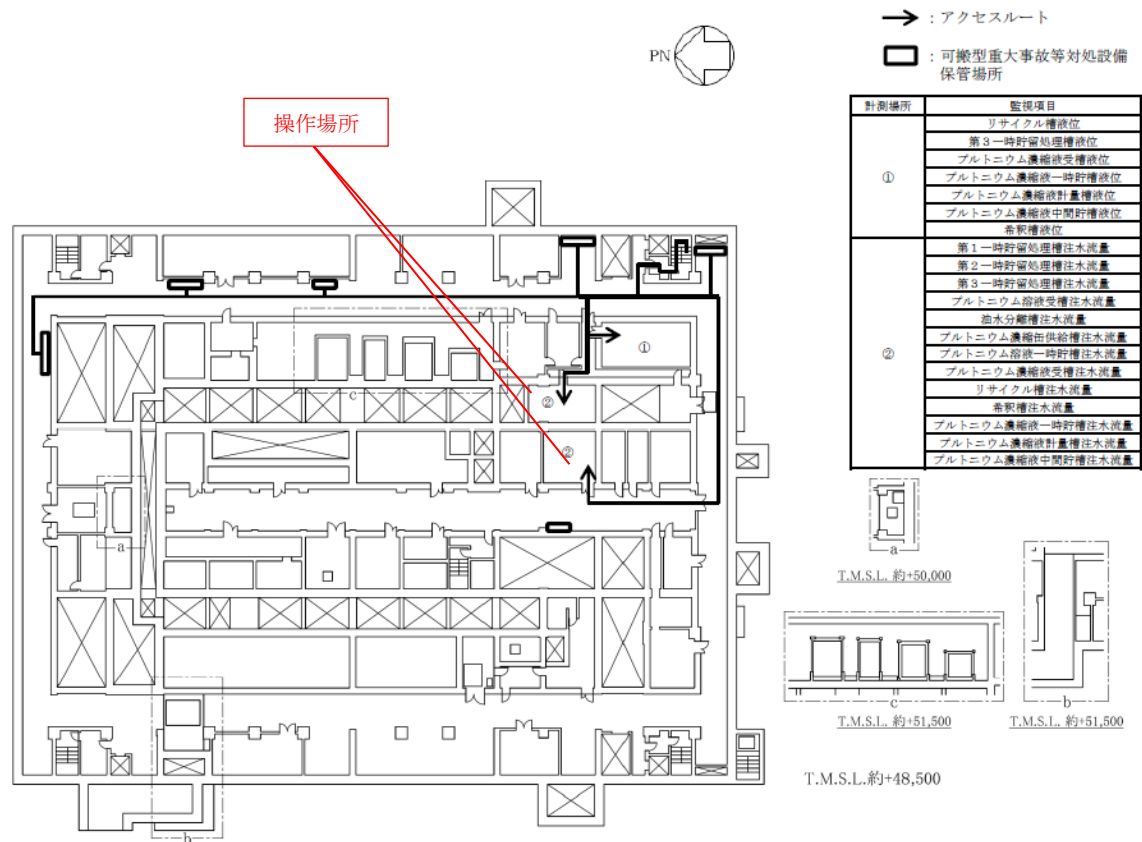 → : アクセスルート
PN
: 可搬型重大事故等対処設備
保管場所
操作場所
計測場所 監視項目
① リサイクル槽液位
第3一時貯留処理槽液位
プルトニウム濃縮液受槽液位
プルトニウム濃縮液一時貯槽液位
プルトニウム濃縮液計量槽液位
プルトニウム濃縮液中間貯槽液位
希釈槽液位
② 第1一時貯留処理槽注水流量
第2一時貯留処理槽注水流量
第3一時貯留処理槽注水流量
プルトニウム溶液受槽注水流量
油水分離槽注水流量
プルトニウム濃縮缶供給槽注水流量
プルトニウム溶液一時貯槽注水流量
プルトニウム濃縮液受槽注水流量
リサイクル槽注水流量
希釈槽注水流量
プルトニウム濃縮液一時貯槽注水流量
プルトニウム濃縮液計量槽注水流量
プルトニウム濃縮液中間貯槽注水流量
①
c
②
②
a
a
T.M.S.L. 約+50,000
c
T.M.S.L. 約+51,500
b
T.M.S.L. 約+51,500
T.M.S.L.約+48,500
b